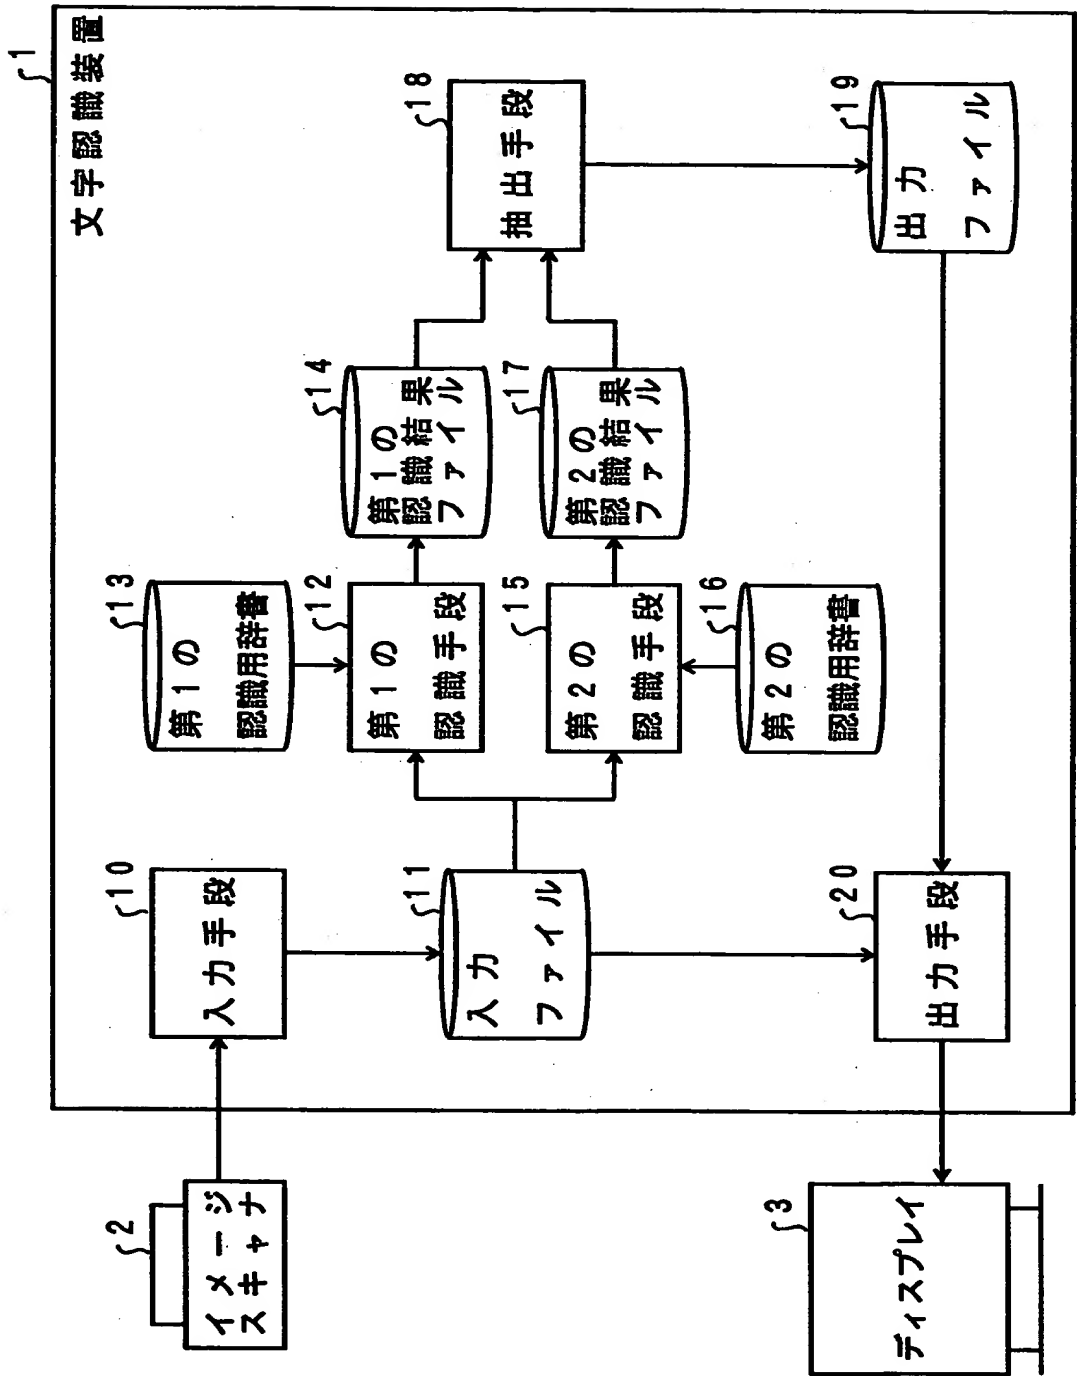 文字認識装置
1
2
イメージ
スキャナ
10
入力手段
11
入力
ファイル
13
第1の
認識用辞書
12
第1の
認識手段
14
第1の
認識結果
ファイル
15
第2の
認識手段
16
第2の
認識用辞書
17
第2の
認識結果
ファイル
18
抽出手段
19
出力
ファイル
20
出力手段
3
ディスプレイ